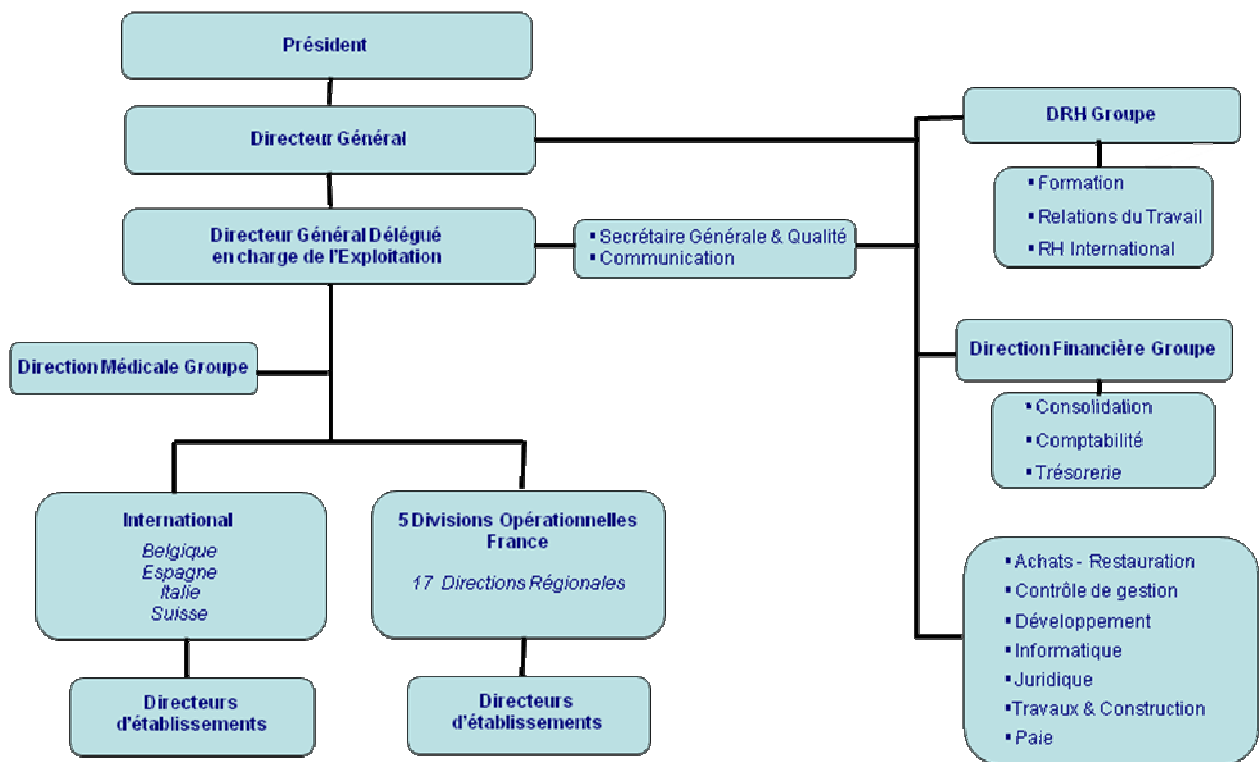 Président
Directeur Général
Directeur Général Délégué
en charge de l'Exploitation
▪ Secrétaire Générale & Qualité
▪ Communication
DRH Groupe
▪ Formation
▪ Relations du Travail
▪ RH International
Direction Médicale Groupe
Direction Financière Groupe
▪ Consolidation
▪ Comptabilité
▪ Trésorerie
International
Belgique
Espagne
Italie
Suisse
5 Divisions Opérationnelles
France
17 Directions Régionales
▪ Achats - Restauration
▪ Contrôle de gestion
▪ Développement
▪ Informatique
▪ Juridique
▪ Travaux & Construction
▪ Paie
Directeurs
d'établissements
Directeurs
d'établissements